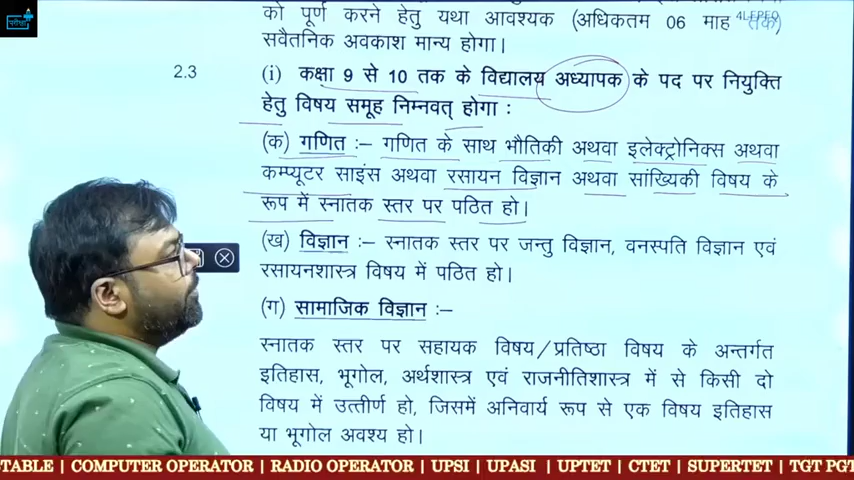 परीक्षा
को पूर्ण करने हेतु यथा आवश्यक (अधिकतम 06 माह तक)
सवैतनिक अवकाश मान्य होगा।
2.3
(i) कक्षा 9 से 10 तक के विद्यालय अध्यापक के पद पर नियुक्ति
हेतु विषय समूह निम्नवत् होगा :
(क) गणित :– गणित के साथ भौतिकी अथवा इलेक्ट्रोनिक्स अथवा
कम्प्यूटर साइंस अथवा रसायन विज्ञान अथवा सांख्यिकी विषय के
रूप में स्नातक स्तर पर पठित हो।
(ख) विज्ञान :– स्नातक स्तर पर जन्तु विज्ञान, वनस्पति विज्ञान एवं
रसायनशास्त्र विषय में पठित हो।
(ग) सामाजिक विज्ञान :–
स्नातक स्तर पर सहायक विषय/प्रतिष्ठा विषय के अन्तर्गत
इतिहास, भूगोल, अर्थशास्त्र एवं राजनीतिशास्त्र में से किसी दो
विषय में उत्तीर्ण हो, जिसमें अनिवार्य रूप से एक विषय इतिहास
या भूगोल अवश्य हो।
STABLE | COMPUTER OPERATOR | RADIO OPERATOR | UPSI | UPASI | UPTET | CTET | SUPERTET | TGT PGT